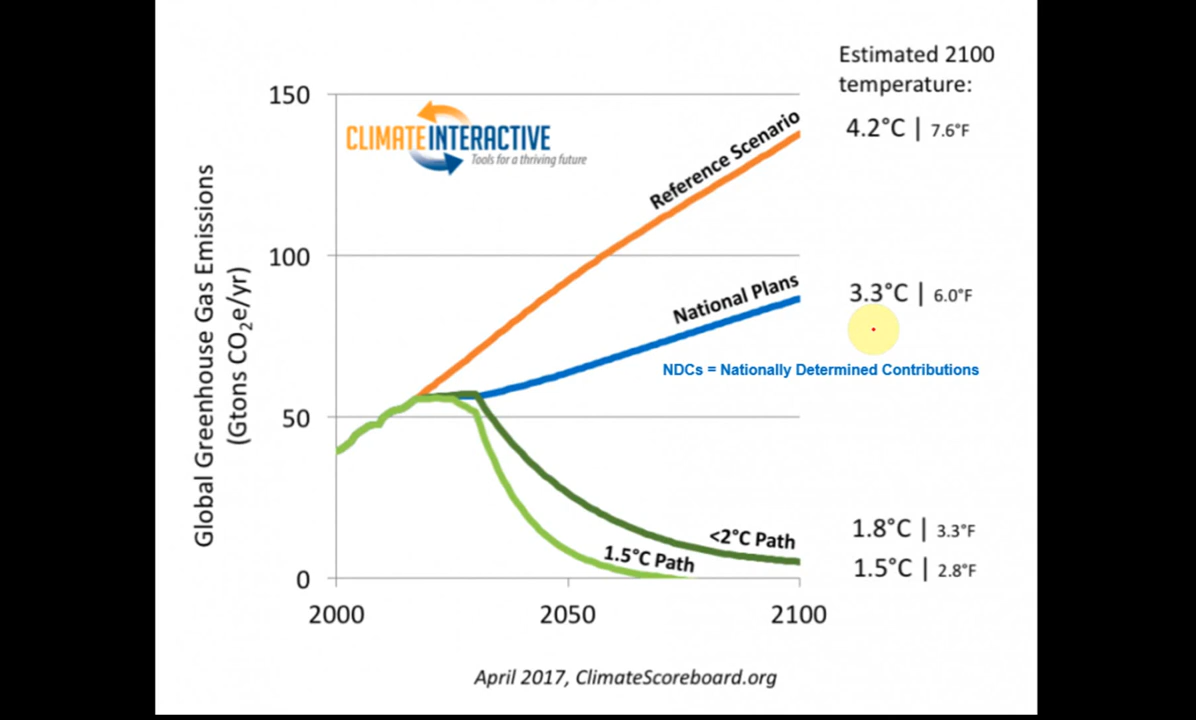 Estimated 2100
temperature:
150
CLIMATEINTERACTIVE
Tools for a thriving future
Reference Scenario
4.2°C | 7.6°F
Global Greenhouse Gas Emissions
(Gtons CO₂e/yr)
100
National Plans
3.3°C | 6.0°F
NDCs = Nationally Determined Contributions
50
<2°C Path
1.8°C | 3.3°F
1.5°C Path
1.5°C | 2.8°F
0
2000
2050
2100
April 2017, ClimateScoreboard.org